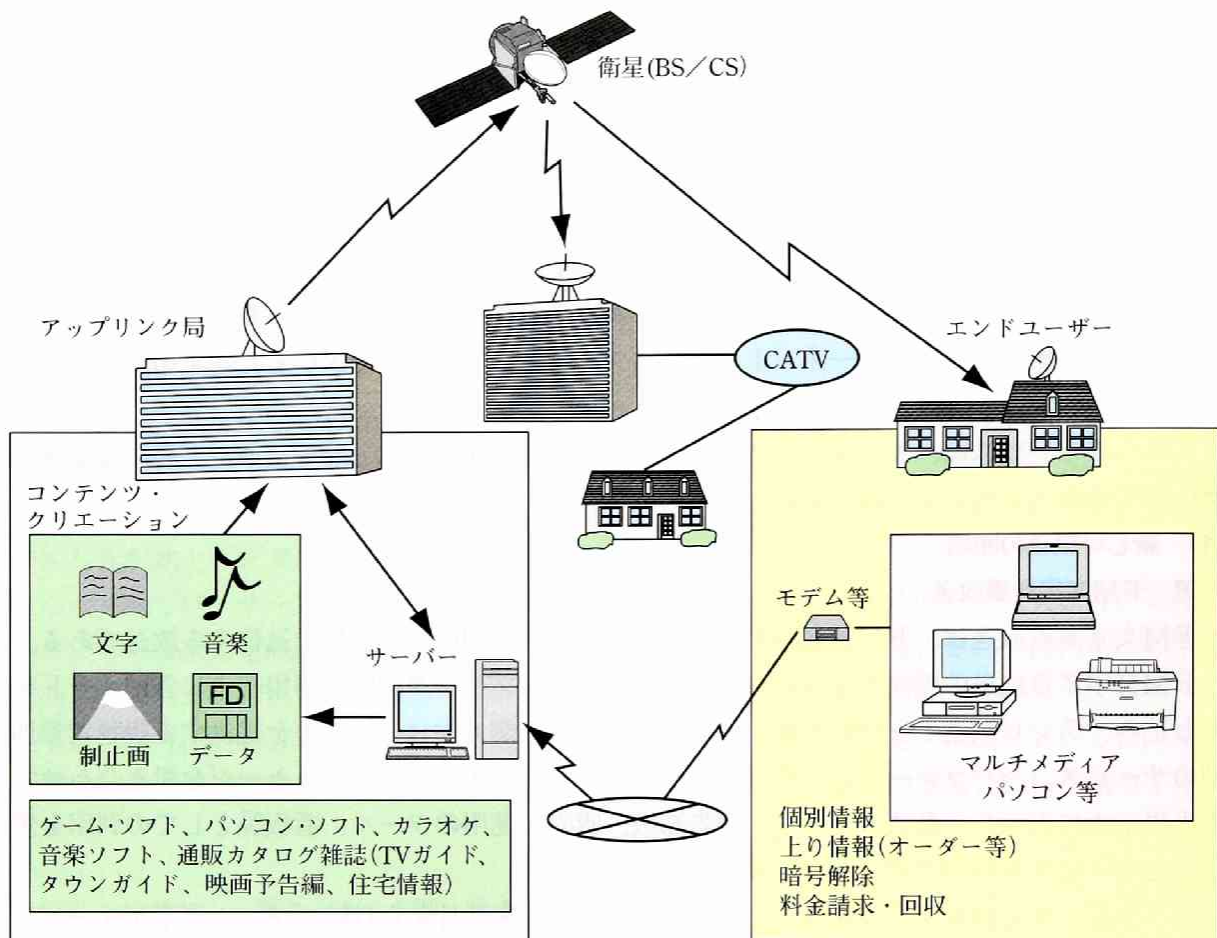 衛星(BS／CS)
アップリンク局
CATV
エンドユーザー
コンテンツ・
クリエーション
文字
音楽
制止画
FD
データ
サーバー
モデム等
マルチメディア
パソコン等
ゲーム・ソフト、パソコン・ソフト、カラオケ、
音楽ソフト、通販カタログ雑誌(TVガイド、
タウンガイド、映画予告編、住宅情報)
個別情報
上り情報(オーダー等)
暗号解除
料金請求・回収